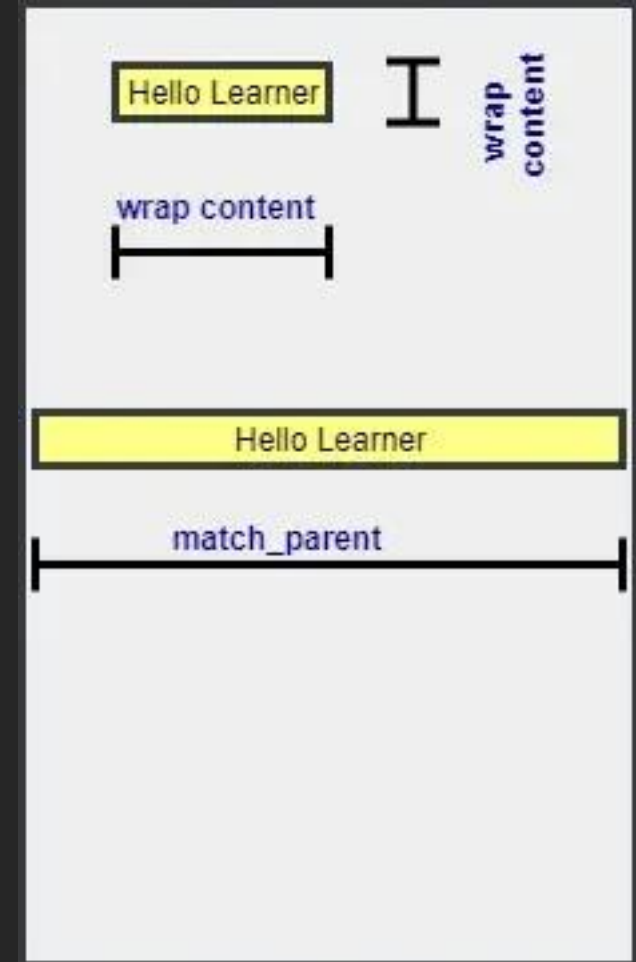 Hello Learner
wrap
content
wrap content
Hello Learner
match_parent